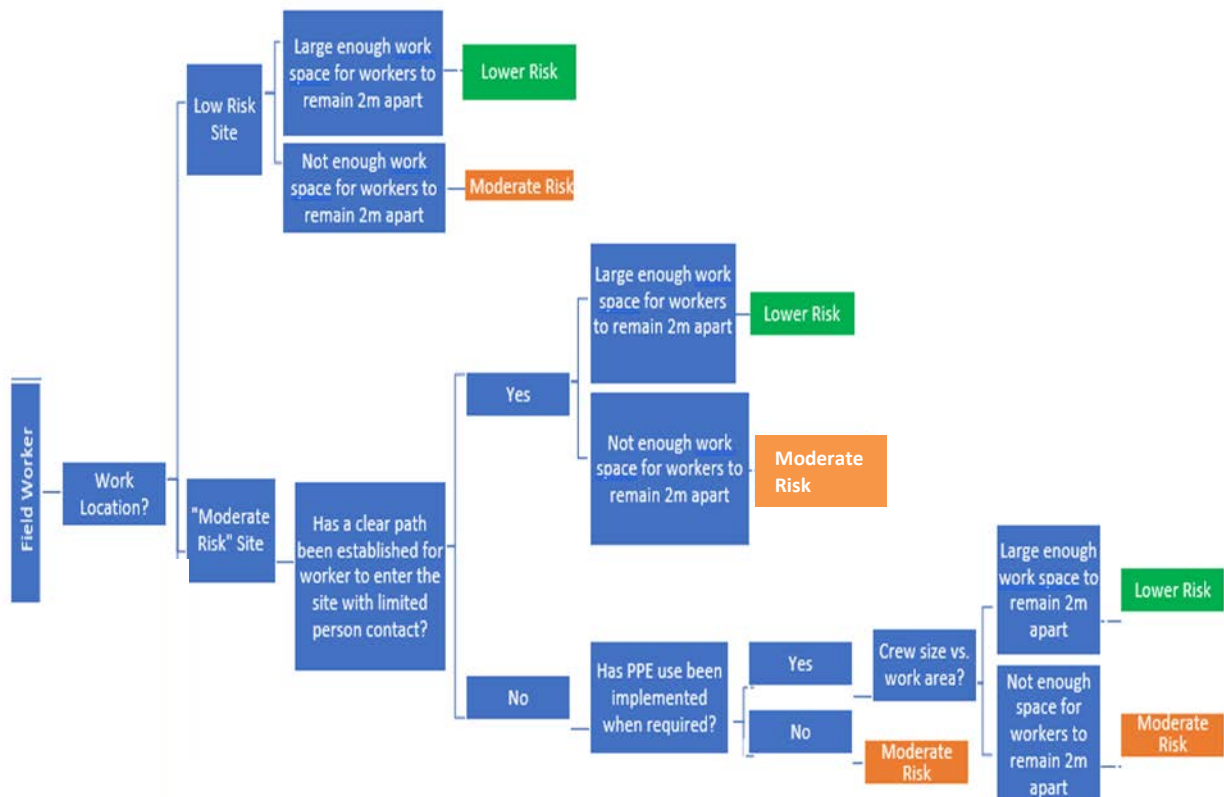 Field Worker
Work
Location?
Low Risk
Site
Large enough work
space for workers to
remain 2m apart
Lower Risk
Not enough work
space for workers to
remain 2m apart
Moderate Risk
"Moderate
Risk" Site
Has a clear path
been established for
worker to enter the
site with limited
person contact?
Yes
Large enough work
space for workers
to remain 2m apart
Lower Risk
Not enough work
space for workers to
remain 2m apart
Moderate
Risk
No
Has PPE use been
implemented
when required?
Yes
Crew size vs.
work area?
Large enough
work space to
remain 2m
apart
Lower Risk
Not enough
space for
workers to
remain 2m
apart
Moderate
Risk
No
Moderate
Risk